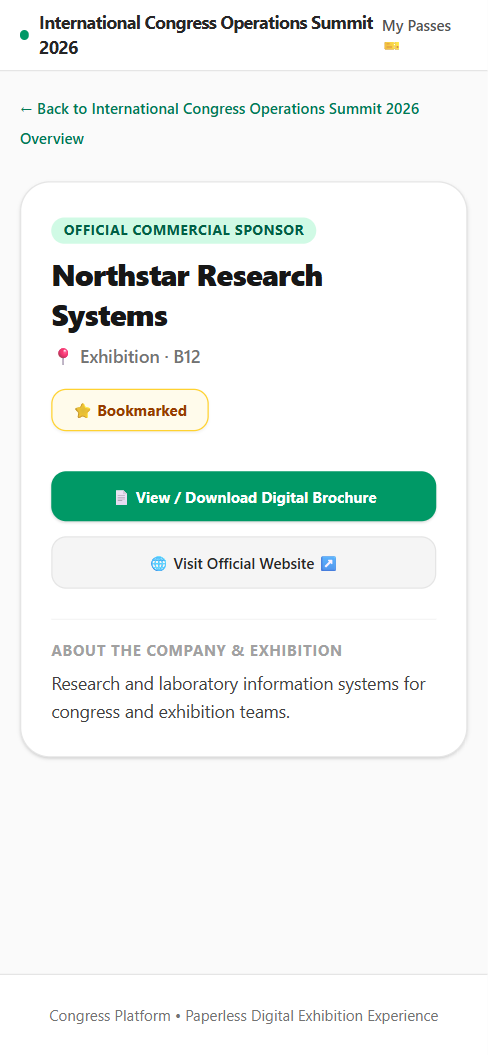 International Congress Operations Summit
2026
My Passes
🎫
← Back to International Congress Operations Summit 2026
Overview
OFFICIAL COMMERCIAL SPONSOR
Northstar Research
Systems
📍 Exhibition · B12
⭐ Bookmarked
📄 View / Download Digital Brochure
🌐 Visit Official Website ↗️
ABOUT THE COMPANY & EXHIBITION
Research and laboratory information systems for
congress and exhibition teams.
Congress Platform • Paperless Digital Exhibition Experience